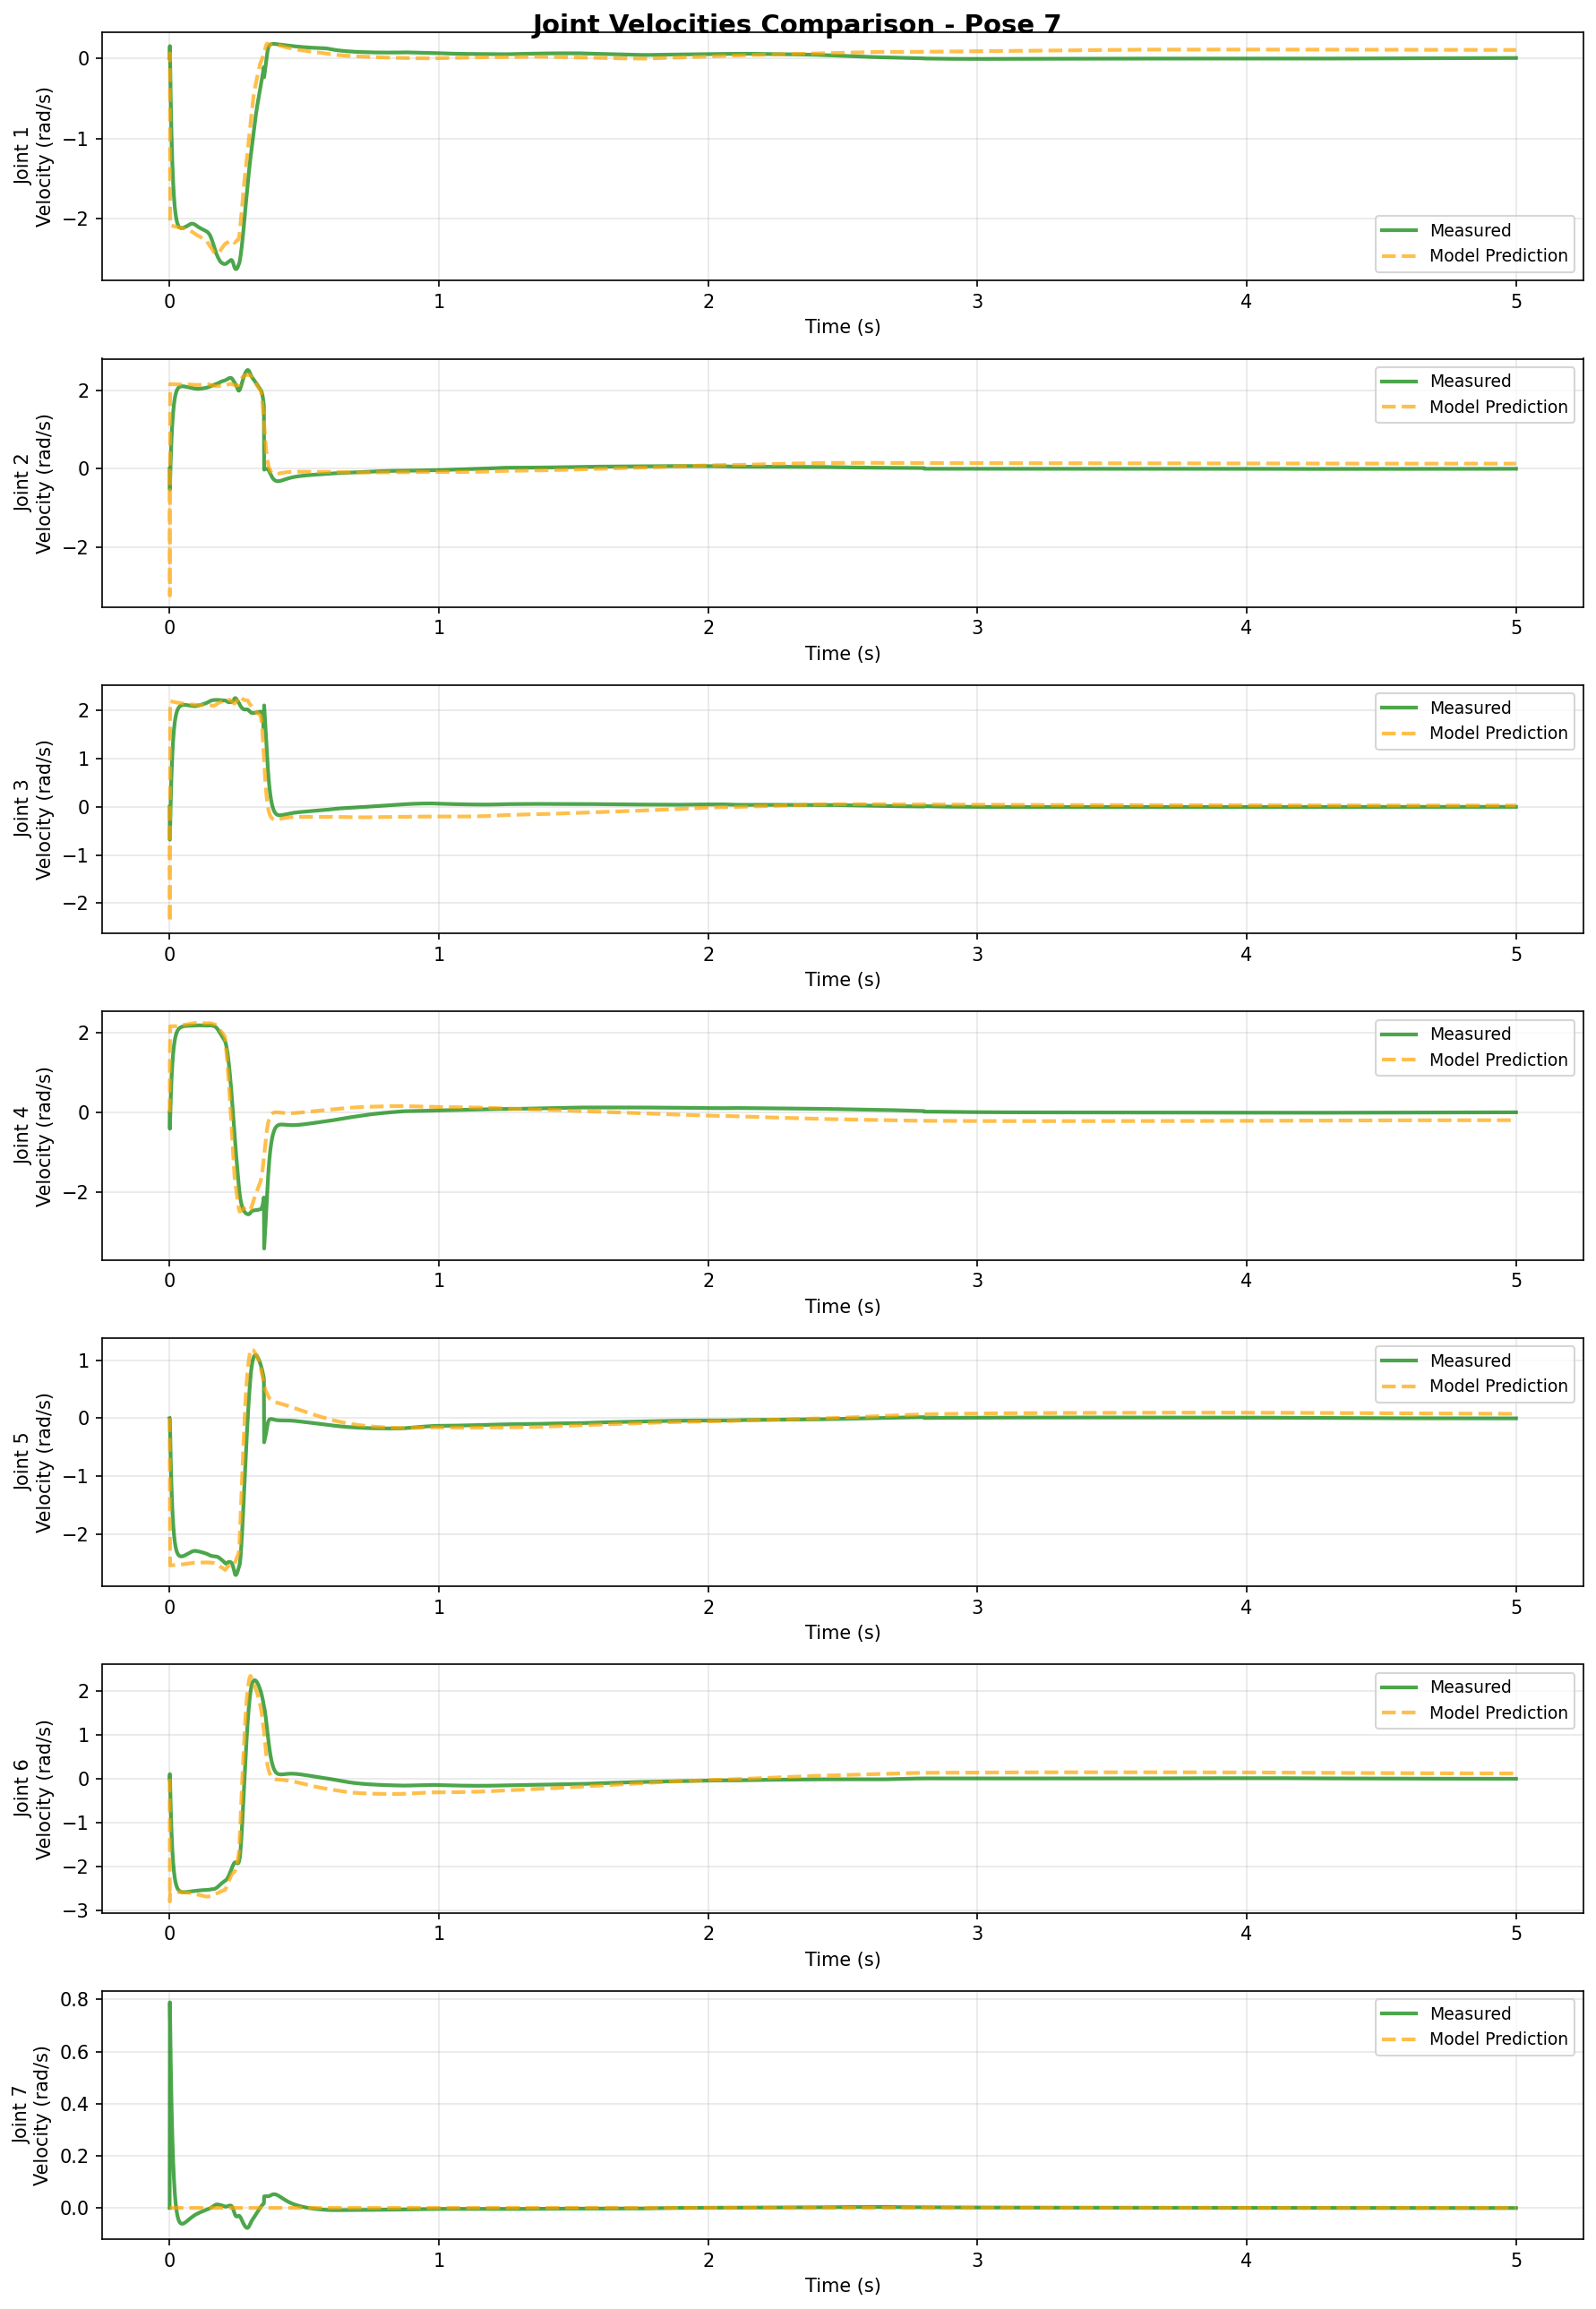 Joint Velocities Comparison - Pose 7
Joint 1
Velocity (rad/s)
0
−1
−2
Measured
Model Prediction
0 1 2 3 4 5
Time (s)
Joint 2
Velocity (rad/s)
2
0
−2
Measured
Model Prediction
0 1 2 3 4 5
Time (s)
Joint 3
Velocity (rad/s)
2
1
0
−1
−2
Measured
Model Prediction
0 1 2 3 4 5
Time (s)
Joint 4
Velocity (rad/s)
2
0
−2
Measured
Model Prediction
0 1 2 3 4 5
Time (s)
Joint 5
Velocity (rad/s)
1
0
−1
−2
Measured
Model Prediction
0 1 2 3 4 5
Time (s)
Joint 6
Velocity (rad/s)
2
1
0
−1
−2
−3
Measured
Model Prediction
0 1 2 3 4 5
Time (s)
Joint 7
Velocity (rad/s)
0.8
0.6
0.4
0.2
0.0
Measured
Model Prediction
0 1 2 3 4 5
Time (s)